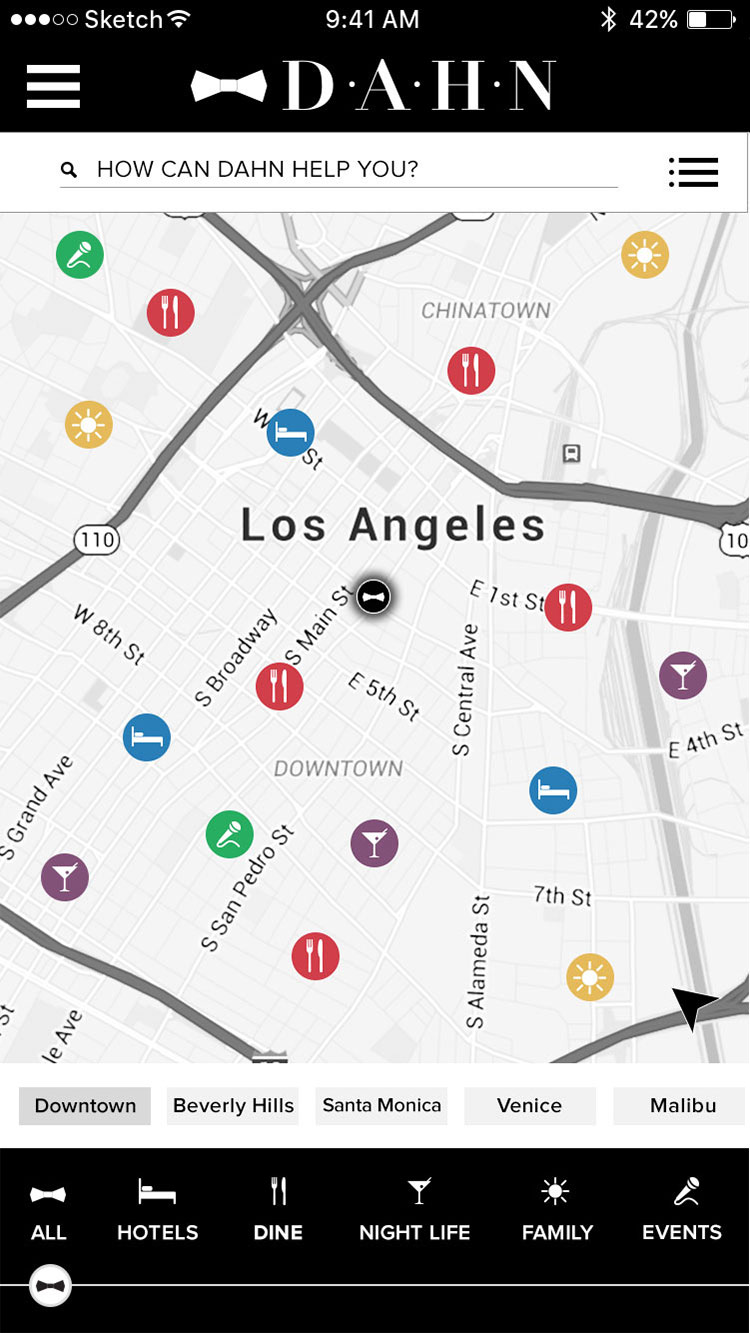 Sketch 9:41 AM 42%
D·A·H·N
HOW CAN DAHN HELP YOU?
CHINATOWN
St
Los Angeles
110
10
E 1st St
W 8th St
S Main St
S Broadway
E 5th St
S Central Ave
E 4th St
DOWNTOWN
S Grand Ave
S San Pedro St
7th St
S Alameda St
Downtown Beverly Hills Santa Monica Venice Malibu
ALL HOTELS DINE NIGHT LIFE FAMILY EVENTS